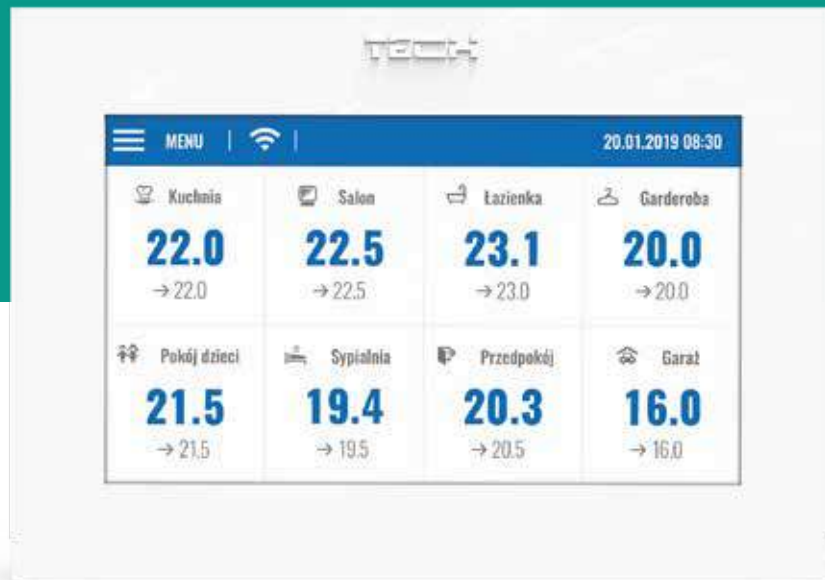 TECH
MENU | | 20.01.2019 08:30
Kuchnia Salon Łazienka Garderoba
22.0 22.5 23.1 20.0
→ 22.0 → 22.5 → 23.0 → 20.0
Pokój dzieci Sypialnia Przedpokój Garaż
21.5 19.4 20.3 16.0
→ 21.5 → 19.5 → 20.5 → 16.0